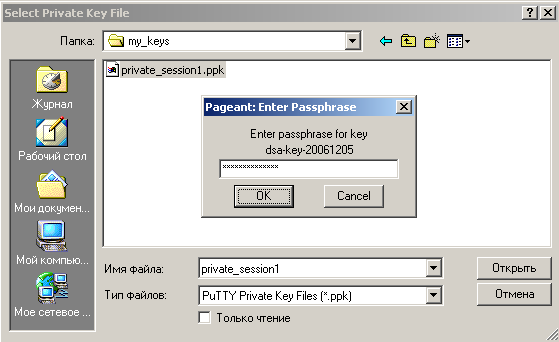 Select Private Key File
Папка:
my_keys
private_session1.ppk
Журнал
Рабочий стол
Мои докумен...
Мой компью...
Мое сетевое ...
Pageant: Enter Passphrase
Enter passphrase for key
dsa-key-20061205
**************
OK
Cancel
Имя файла:
private_session1
Открыть
Тип файлов:
PuTTY Private Key Files (*.ppk)
Отмена
Только чтение